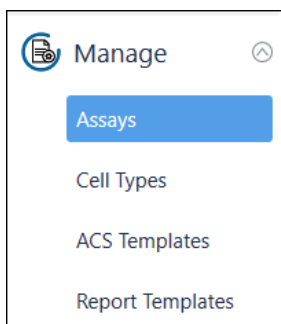 Manage
Assays
Cell Types
ACS Templates
Report Templates